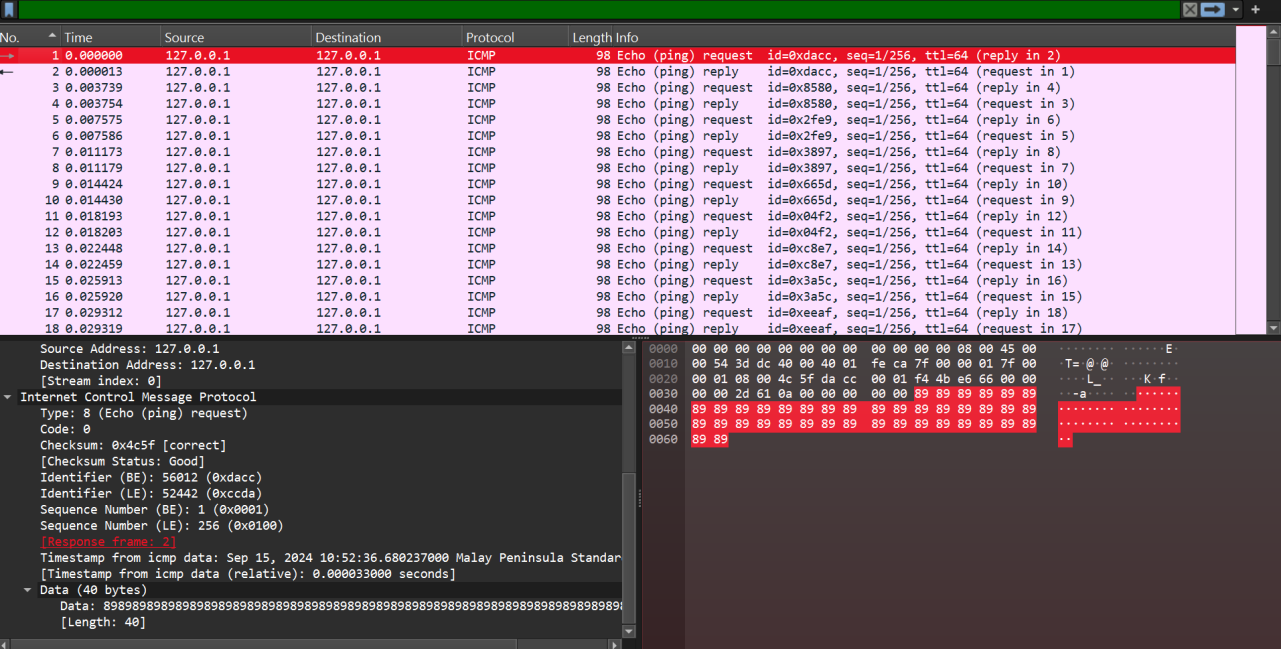 No. Time Source Destination Protocol Length Info
1 0.000000 127.0.0.1 127.0.0.1 ICMP 98 Echo (ping) request id=0xdacc, seq=1/256, ttl=64 (reply in 2)
2 0.000013 127.0.0.1 127.0.0.1 ICMP 98 Echo (ping) reply id=0xdacc, seq=1/256, ttl=64 (request in 1)
3 0.003739 127.0.0.1 127.0.0.1 ICMP 98 Echo (ping) request id=0x8580, seq=1/256, ttl=64 (reply in 4)
4 0.003754 127.0.0.1 127.0.0.1 ICMP 98 Echo (ping) reply id=0x8580, seq=1/256, ttl=64 (request in 3)
5 0.007575 127.0.0.1 127.0.0.1 ICMP 98 Echo (ping) request id=0x2fe9, seq=1/256, ttl=64 (reply in 6)
6 0.007586 127.0.0.1 127.0.0.1 ICMP 98 Echo (ping) reply id=0x2fe9, seq=1/256, ttl=64 (request in 5)
7 0.011173 127.0.0.1 127.0.0.1 ICMP 98 Echo (ping) request id=0x3897, seq=1/256, ttl=64 (reply in 8)
8 0.011179 127.0.0.1 127.0.0.1 ICMP 98 Echo (ping) reply id=0x3897, seq=1/256, ttl=64 (request in 7)
9 0.014424 127.0.0.1 127.0.0.1 ICMP 98 Echo (ping) request id=0x665d, seq=1/256, ttl=64 (reply in 10)
10 0.014430 127.0.0.1 127.0.0.1 ICMP 98 Echo (ping) reply id=0x665d, seq=1/256, ttl=64 (request in 9)
11 0.018193 127.0.0.1 127.0.0.1 ICMP 98 Echo (ping) request id=0x04f2, seq=1/256, ttl=64 (reply in 12)
12 0.018203 127.0.0.1 127.0.0.1 ICMP 98 Echo (ping) reply id=0x04f2, seq=1/256, ttl=64 (request in 11)
13 0.022448 127.0.0.1 127.0.0.1 ICMP 98 Echo (ping) request id=0xc8e7, seq=1/256, ttl=64 (reply in 14)
14 0.022459 127.0.0.1 127.0.0.1 ICMP 98 Echo (ping) reply id=0xc8e7, seq=1/256, ttl=64 (request in 13)
15 0.025913 127.0.0.1 127.0.0.1 ICMP 98 Echo (ping) request id=0x3a5c, seq=1/256, ttl=64 (reply in 16)
16 0.025920 127.0.0.1 127.0.0.1 ICMP 98 Echo (ping) reply id=0x3a5c, seq=1/256, ttl=64 (request in 15)
17 0.029312 127.0.0.1 127.0.0.1 ICMP 98 Echo (ping) request id=0xeeaf, seq=1/256, ttl=64 (reply in 18)
18 0.029319 127.0.0.1 127.0.0.1 ICMP 98 Echo (ping) reply id=0xeeaf, seq=1/256, ttl=64 (request in 17)
Source Address: 127.0.0.1
Destination Address: 127.0.0.1
[Stream index: 0]
Internet Control Message Protocol
Type: 8 (Echo (ping) request)
Code: 0
Checksum: 0x4c5f [correct]
[Checksum Status: Good]
Identifier (BE): 56012 (0xdacc)
Identifier (LE): 52442 (0xccda)
Sequence Number (BE): 1 (0x0001)
Sequence Number (LE): 256 (0x0100)
[Response frame: 2]
Timestamp from icmp data: Sep 15, 2024 10:52:36.680237000 Malay Peninsula Standar
[Timestamp from icmp data (relative): 0.000033000 seconds]
Data (40 bytes)
Data: 898989898989898989898989898989898989898989898989898989898989898989898989
[Length: 40]
0000 00 00 00 00 00 00 00 00 00 00 00 00 08 00 45 00 ··············E·
0010 00 54 3d dc 40 00 40 01 fe ca 7f 00 00 01 7f 00 ·T=·@·@·········
0020 00 01 08 00 4c 5f da cc 00 01 f4 4b e6 66 00 00 ····L_·····K·f··
0030 00 00 2d 61 0a 00 00 00 00 00 89 89 89 89 89 89 ··-a············
0040 89 89 89 89 89 89 89 89 89 89 89 89 89 89 89 89 ················
0050 89 89 89 89 89 89 89 89 89 89 89 89 89 89 89 89 ················
0060 89 89 ··